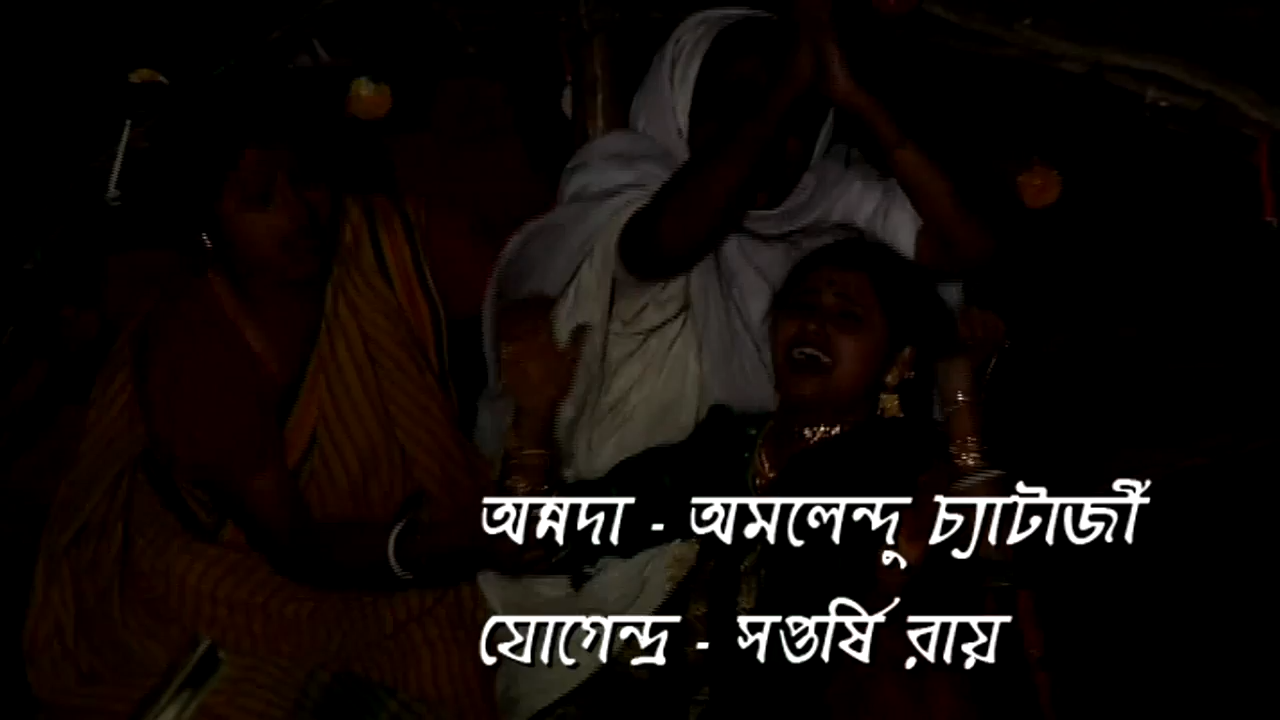 অন্নদা - অমলেন্দু চ্যাটার্জী
যোগেন্দ্র - সপ্তর্ষি রায়